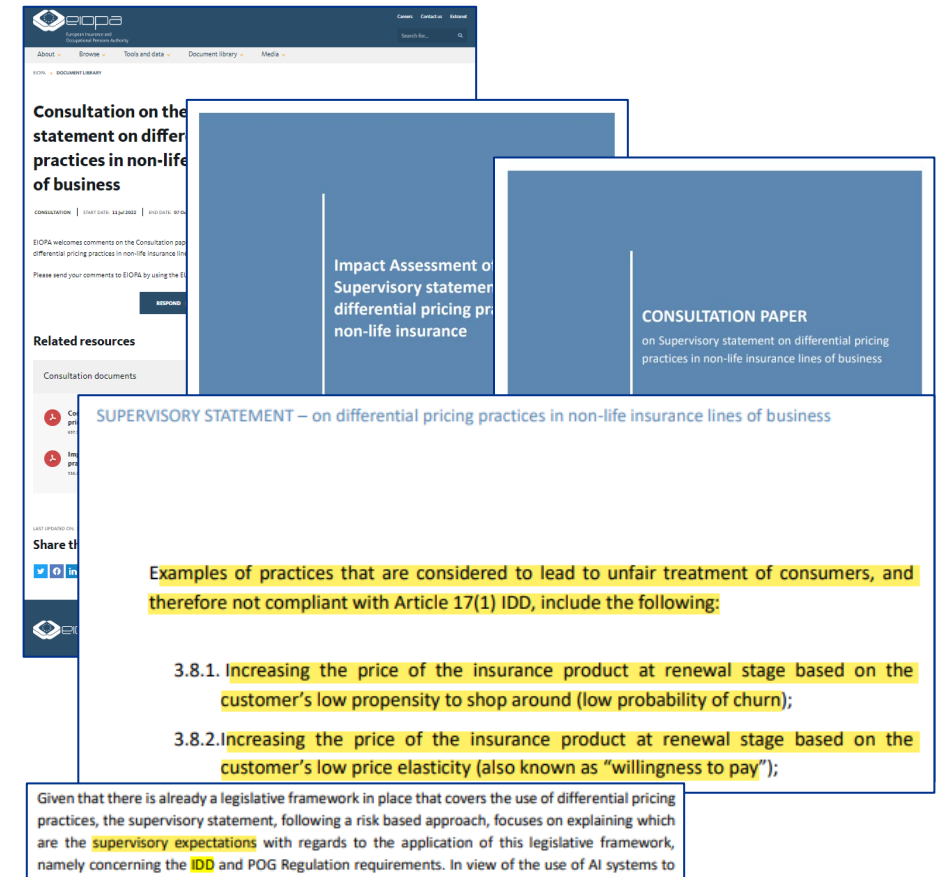 eiopa
European Insurance and
Occupational Pensions Authority
Careers Contact us Extranet
Search for...
About Browse Tools and data Document library Media
EIOPA DOCUMENT LIBRARY
Consultation on the
statement on differ
practices in non-life
of business
CONSULTATION START DATE: 11 Jul 2022 END DATE: 07 O
EIOPA welcomes comments on the Consultation pap
differential pricing practices in non-life insurance line
Please send your comments to EIOPA by using the EU
RESPOND
Related resources
Consultation documents
Co
pri
Im
pra
LAST UPDATED ON:
Share th
Impact Assessment of
Supervisory statemen
differential pricing pra
non-life insurance
CONSULTATION PAPER
on Supervisory statement on differential pricing
practices in non-life insurance lines of business
SUPERVISORY STATEMENT – on differential pricing practices in non-life insurance lines of business
Examples of practices that are considered to lead to unfair treatment of consumers, and
therefore not compliant with Article 17(1) IDD, include the following:
3.8.1. Increasing the price of the insurance product at renewal stage based on the
customer's low propensity to shop around (low probability of churn);
3.8.2.Increasing the price of the insurance product at renewal stage based on the
customer's low price elasticity (also known as "willingness to pay");
Given that there is already a legislative framework in place that covers the use of differential pricing
practices, the supervisory statement, following a risk based approach, focuses on explaining which
are the supervisory expectations with regards to the application of this legislative framework,
namely concerning the IDD and POG Regulation requirements. In view of the use of AI systems to